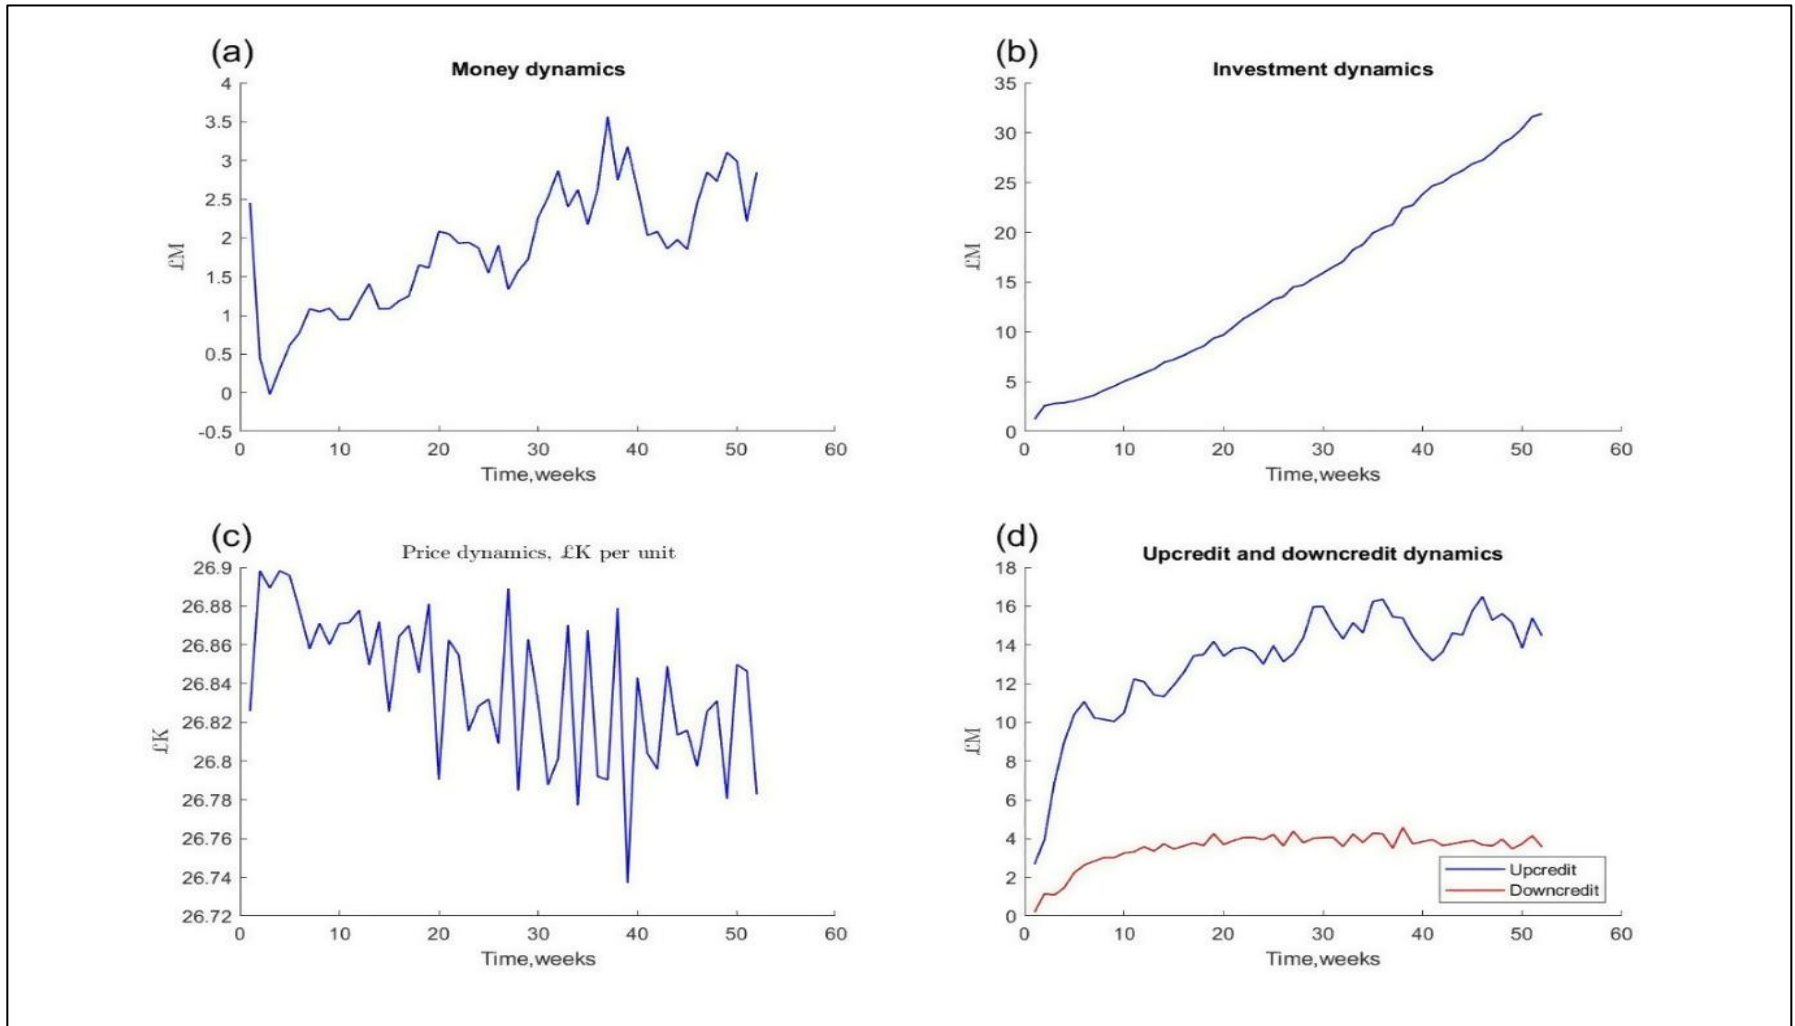 (a)
Money dynamics
4
3.5
3
2.5
2
1.5
1
0.5
0
-0.5
£M
0 10 20 30 40 50 60
Time,weeks
(b)
Investment dynamics
35
30
25
20
15
10
5
0
£M
0 10 20 30 40 50 60
Time,weeks
(c)
Price dynamics, £K per unit
26.9
26.88
26.86
26.84
26.82
26.8
26.78
26.76
26.74
26.72
£K
0 10 20 30 40 50 60
Time,weeks
(d)
Upcredit and downcredit dynamics
18
16
14
12
10
8
6
4
2
0
£M
Upcredit
Downcredit
0 10 20 30 40 50 60
Time,weeks